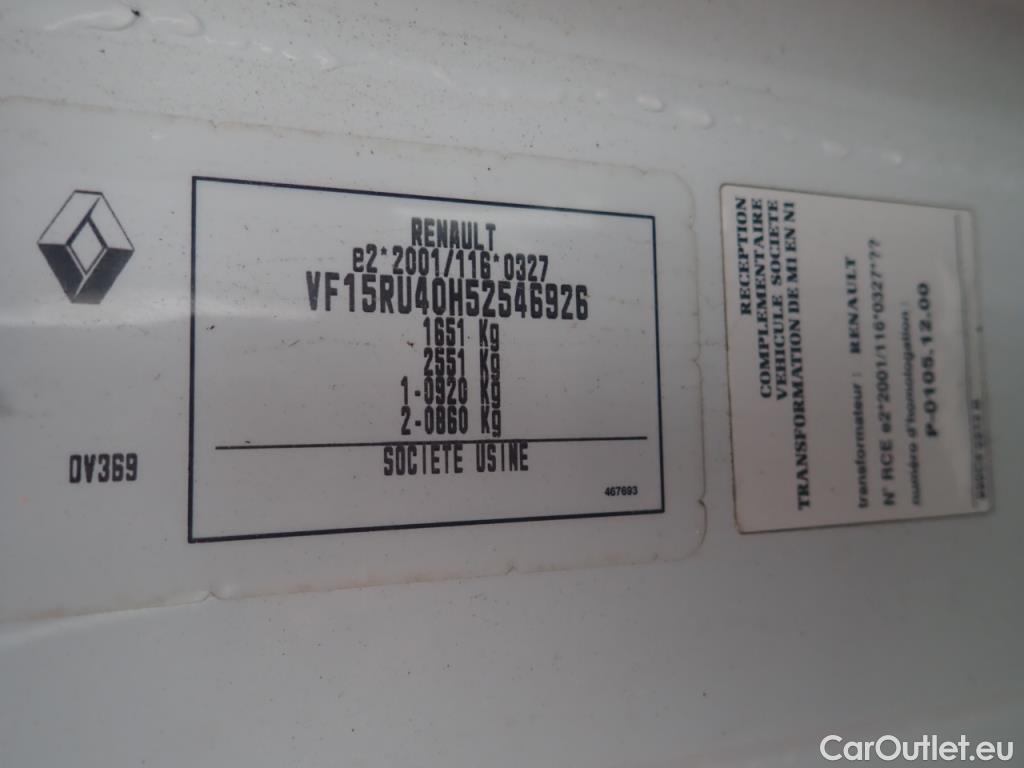 RENAULT
e2*2001/116*0327
VF15RU40H52546926
1651 Kg
2551 Kg
1-0920 Kg
2-0860 Kg
SOCIETE USINE
467693
DV369
RECEPTION
COMPLEMENTAIRE
VEHICULE SOCIETE
TRANSFORMATION DE M1 EN N1
transformateur : RENAULT
N° RCE e2*2001/116*0327*??
numéro d'homologation :
P-0105.12.00
CarOutlet.eu